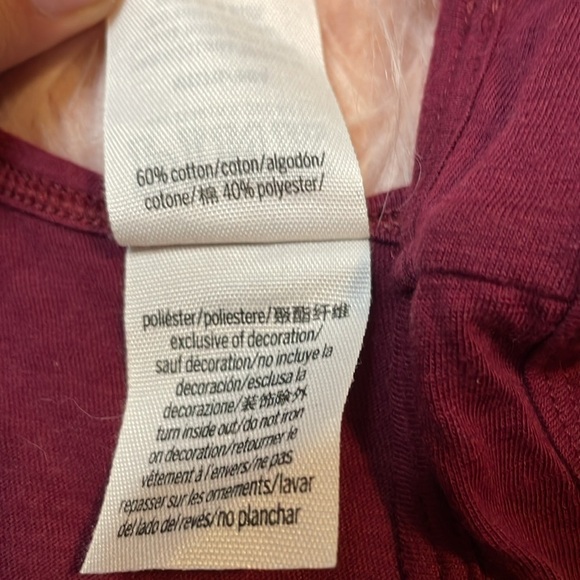 60% cotton/coton/algodón/
cotone/棉 40% polyester/
poliéster/poliestere/聚酯纤维
exclusive of decoration/
sauf décoration/no incluye la
decoración/esclusa la
decorazione/装饰除外
turn inside out/do not iron
on decoration/retourner le
vêtement à l'envers/ne pas
repasser sur les ornements/lavar
del lado del revés/no planchar